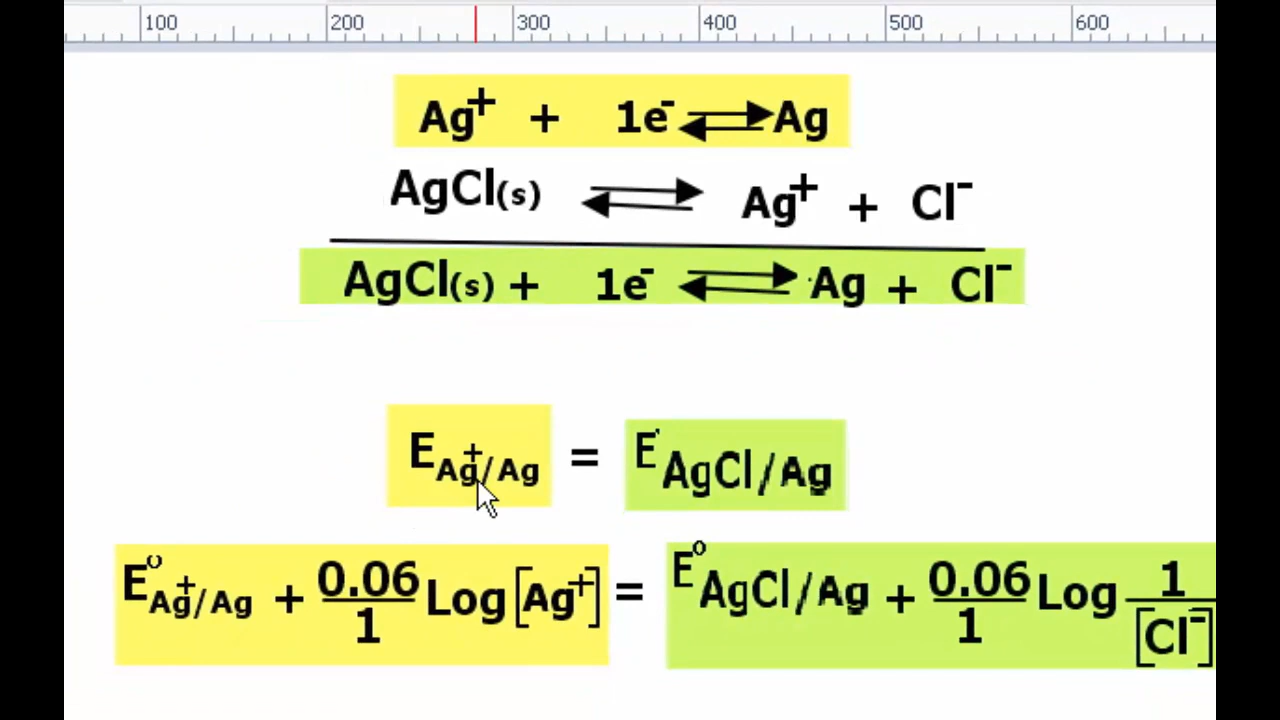 100 200 300 400 500 600
Ag⁺ + 1e⁻ ⇌ Ag
AgCl(s) ⇌ Ag⁺ + Cl⁻
AgCl(s) + 1e⁻ ⇌ Ag + Cl⁻
E Ag⁺/Ag = E AgCl/Ag
E° Ag⁺/Ag + 0.06/1 Log [Ag⁺] = E° AgCl/Ag + 0.06/1 Log 1/[Cl⁻]